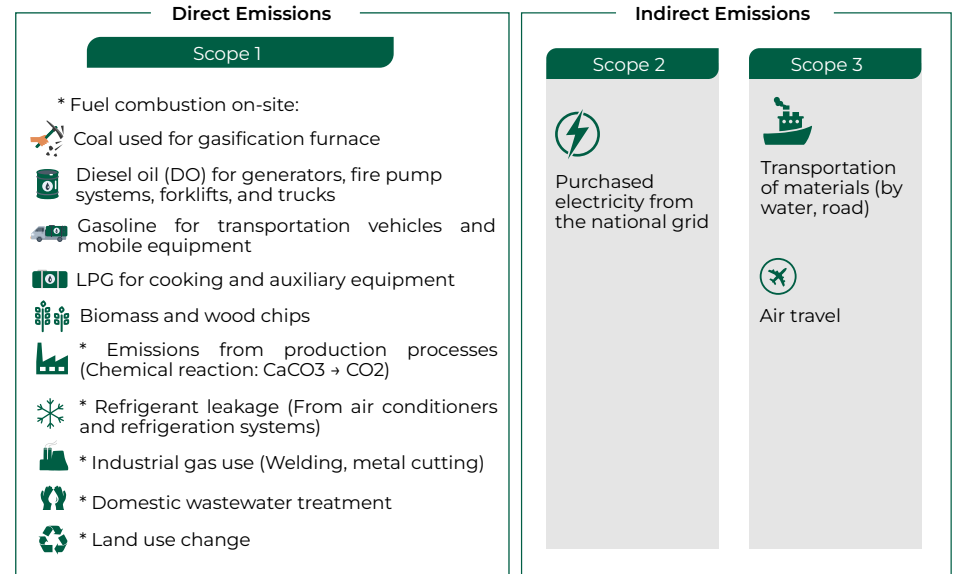 Direct Emissions
Scope 1
* Fuel combustion on-site:
Coal used for gasification furnace
Diesel oil (DO) for generators, fire pump
systems, forklifts, and trucks
Gasoline for transportation vehicles and
mobile equipment
LPG for cooking and auxiliary equipment
Biomass and wood chips
* Emissions from production processes
(Chemical reaction: CaCO3 → CO2)
* Refrigerant leakage (From air conditioners
and refrigeration systems)
* Industrial gas use (Welding, metal cutting)
* Domestic wastewater treatment
* Land use change
Indirect Emissions
Scope 2
Purchased
electricity from
the national grid
Scope 3
Transportation
of materials (by
water, road)
Air travel